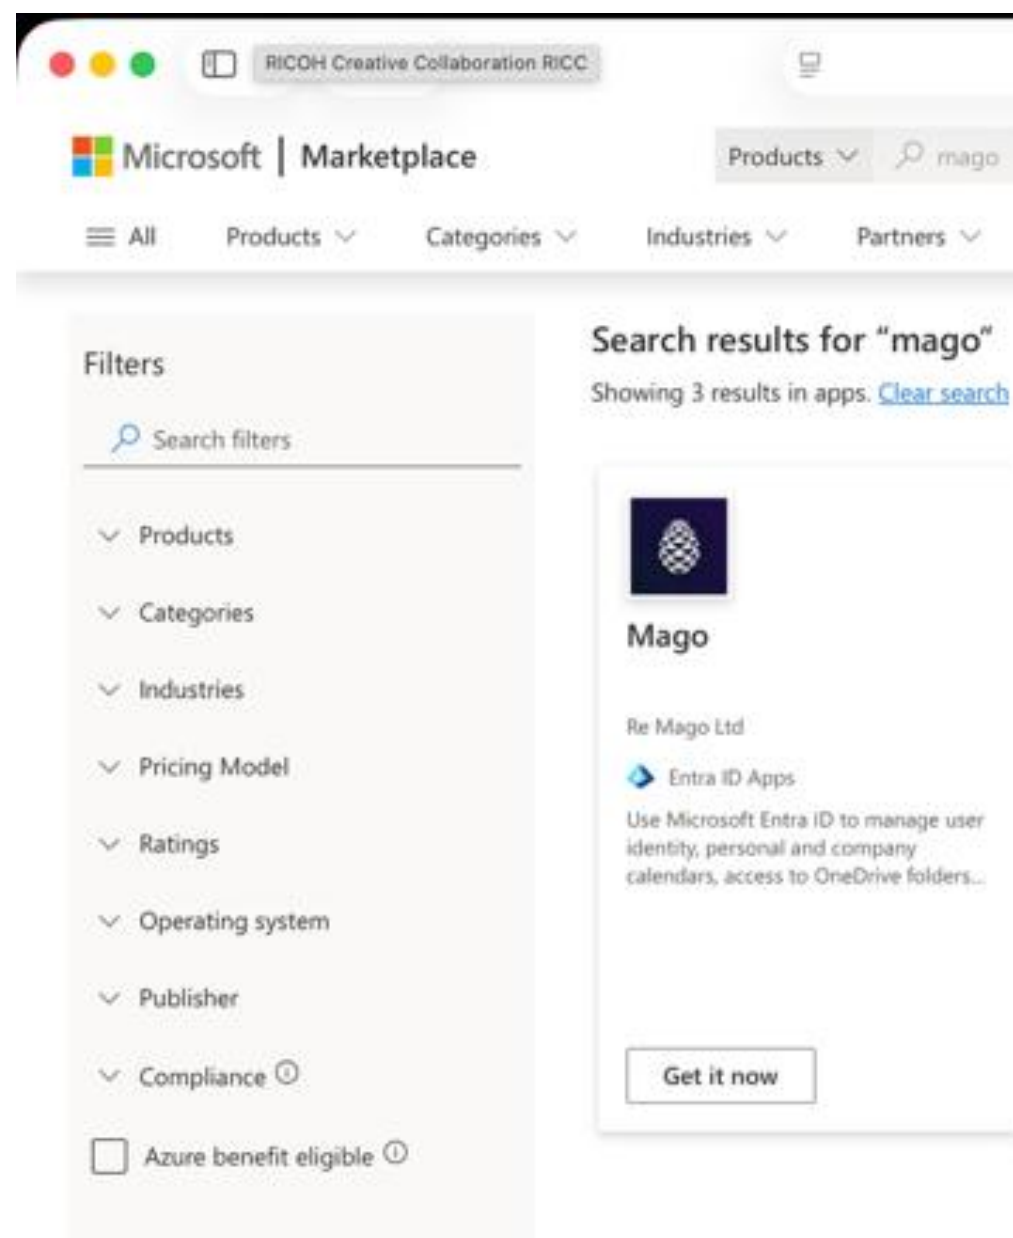 RICOH Creative Collaboration RICC
Microsoft | Marketplace
Products
mago
All
Products
Categories
Industries
Partners
Filters
Search filters
Products
Categories
Industries
Pricing Model
Ratings
Operating system
Publisher
Compliance
Azure benefit eligible
Search results for “mago”
Showing 3 results in apps. Clear search
Mago
Re Mago Ltd
Entra ID Apps
Use Microsoft Entra ID to manage user
identity, personal and company
calendars, access to OneDrive folders...
Get it now